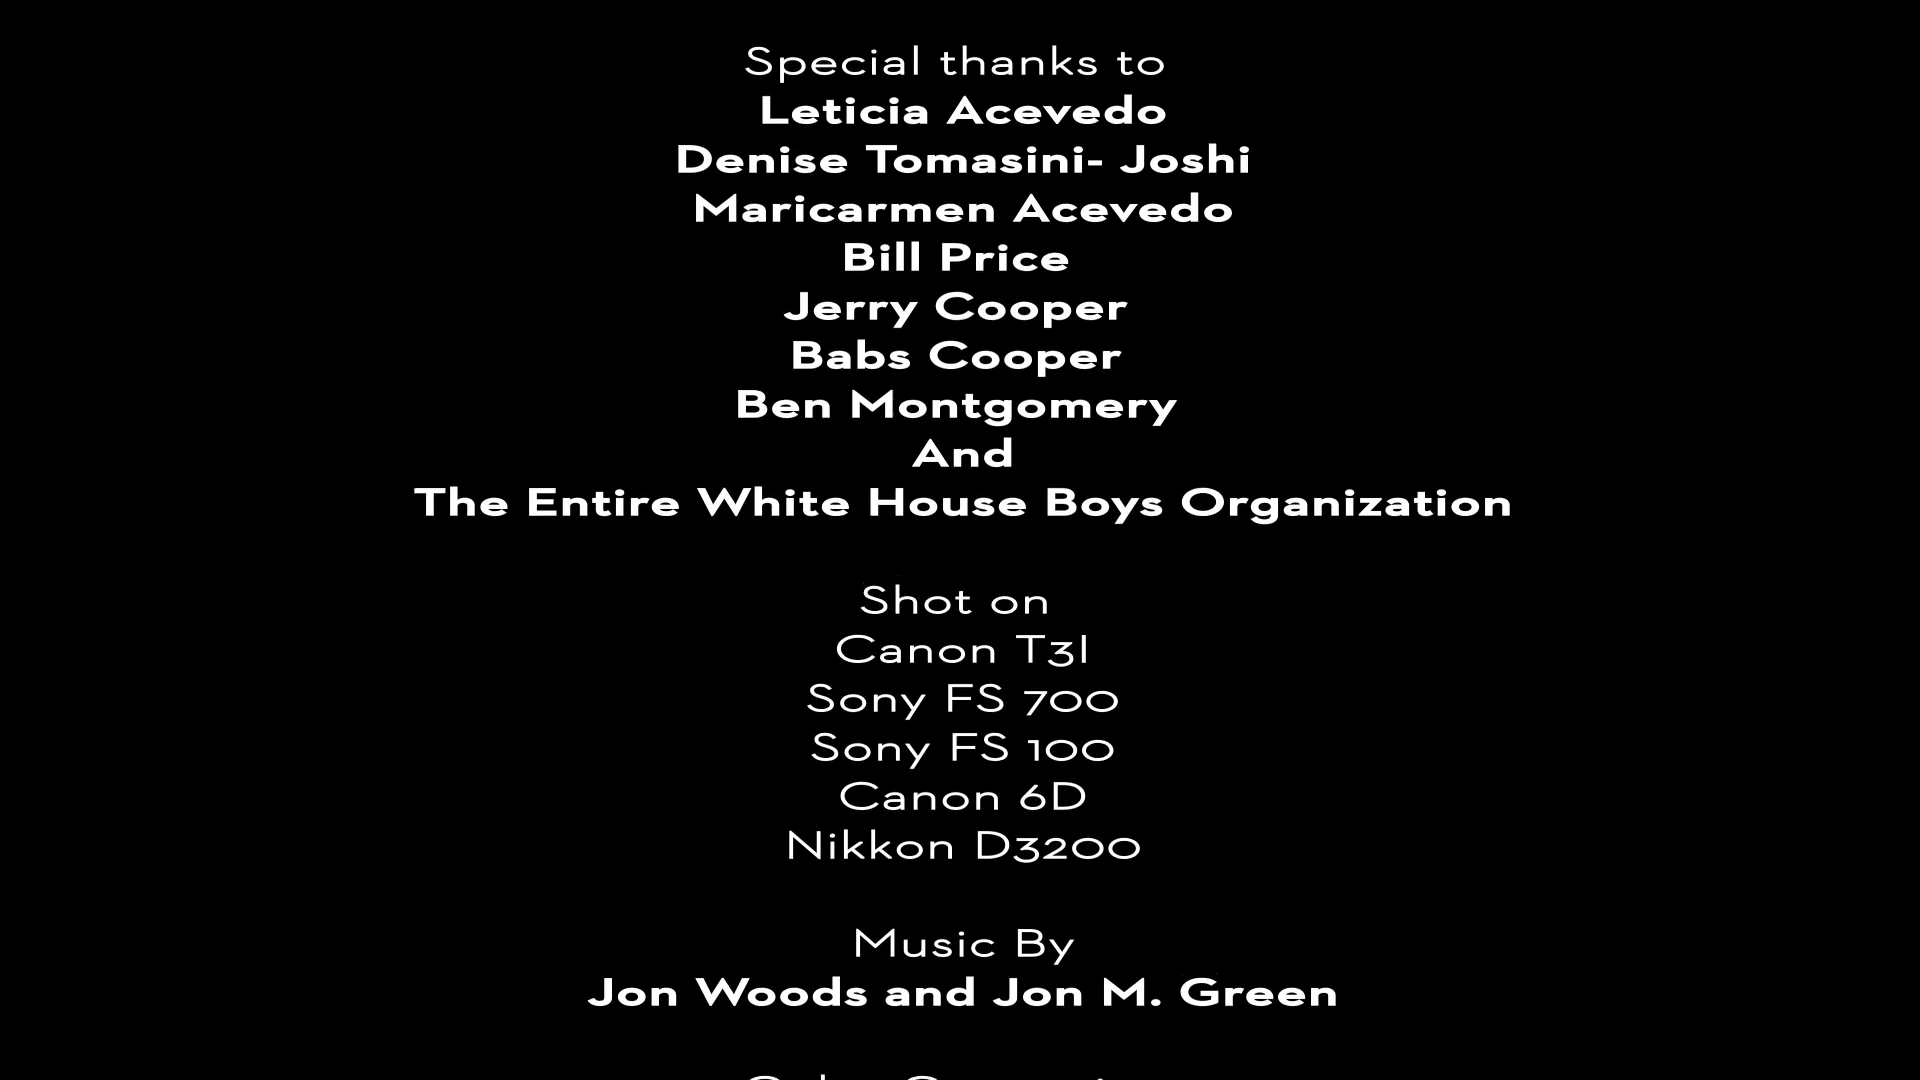 Special thanks to
Leticia Acevedo
Denise Tomasini- Joshi
Maricarmen Acevedo
Bill Price
Jerry Cooper
Babs Cooper
Ben Montgomery
And
The Entire White House Boys Organization
Shot on
Canon T3I
Sony FS 700
Sony FS 100
Canon 6D
Nikkon D3200
Music By
Jon Woods and Jon M. Green